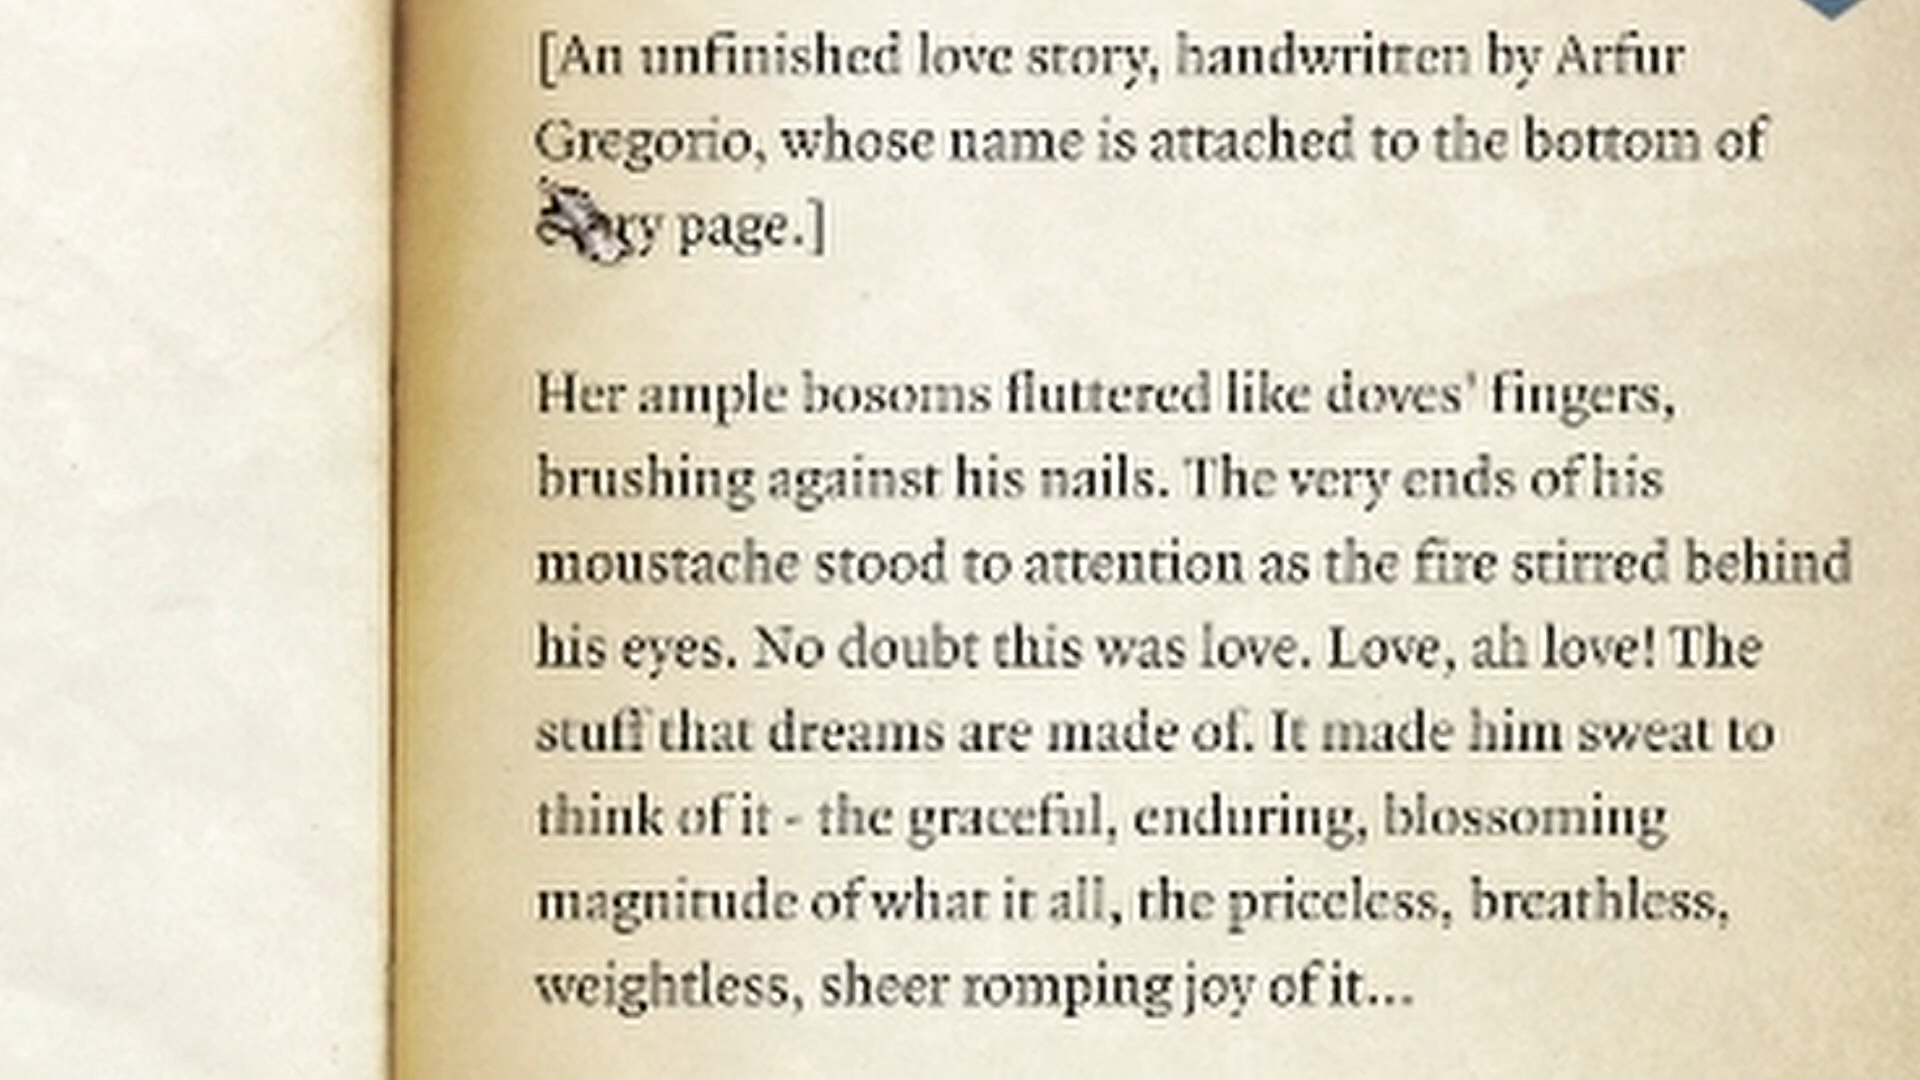 [An unfinished love story, handwritten by Arfur
Gregorio, whose name is attached to the bottom of
page.]
Her ample bosoms fluttered like doves' fingers,
brushing against his nails. The very ends of his
moustache stood to attention as the fire stirred behind
his eyes. No doubt this was love. Love, ah love! The
stuff that dreams are made of. It made him sweat to
think of it - the graceful, enduring, blossoming
magnitude of what it all, the priceless, breathless,
weightless, sheer romping joy of it...